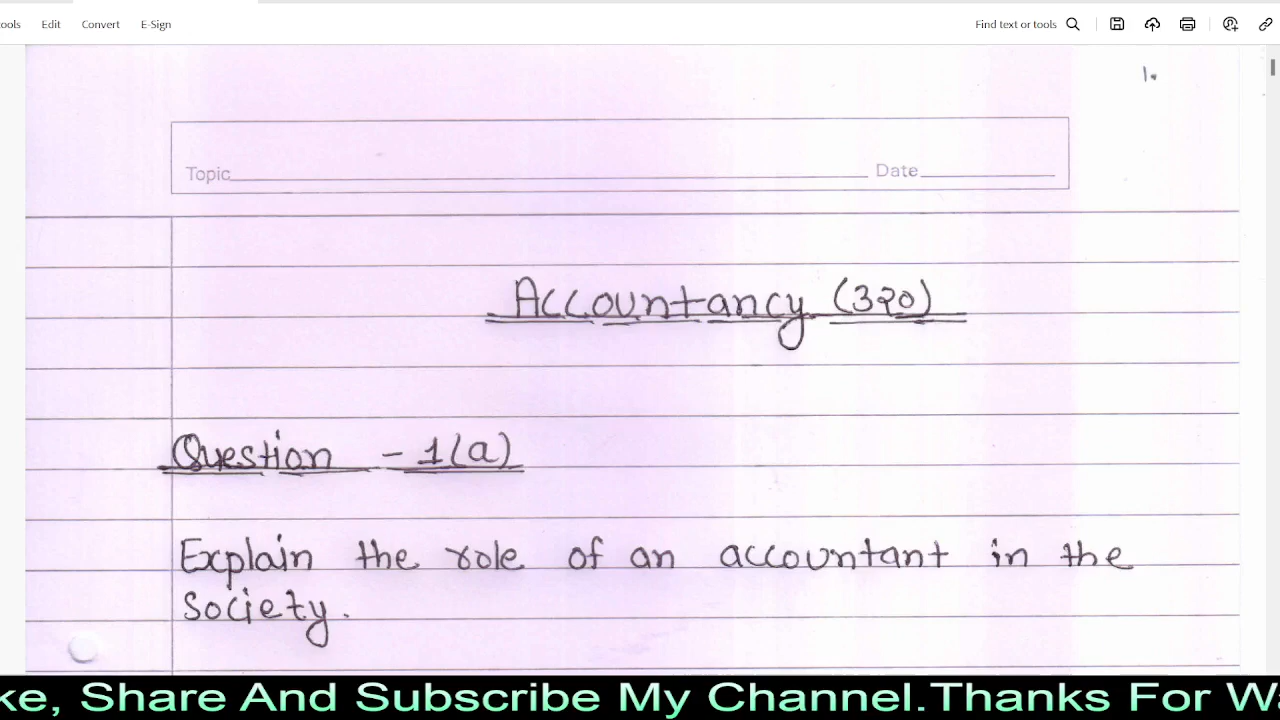 ools Edit Convert E-Sign Find text or tools
1.
Topic Date
Accountancy (320)
Question - 1(a)
Explain the role of an accountant in the
society.
ke, Share And Subscribe My Channel.Thanks For Wa